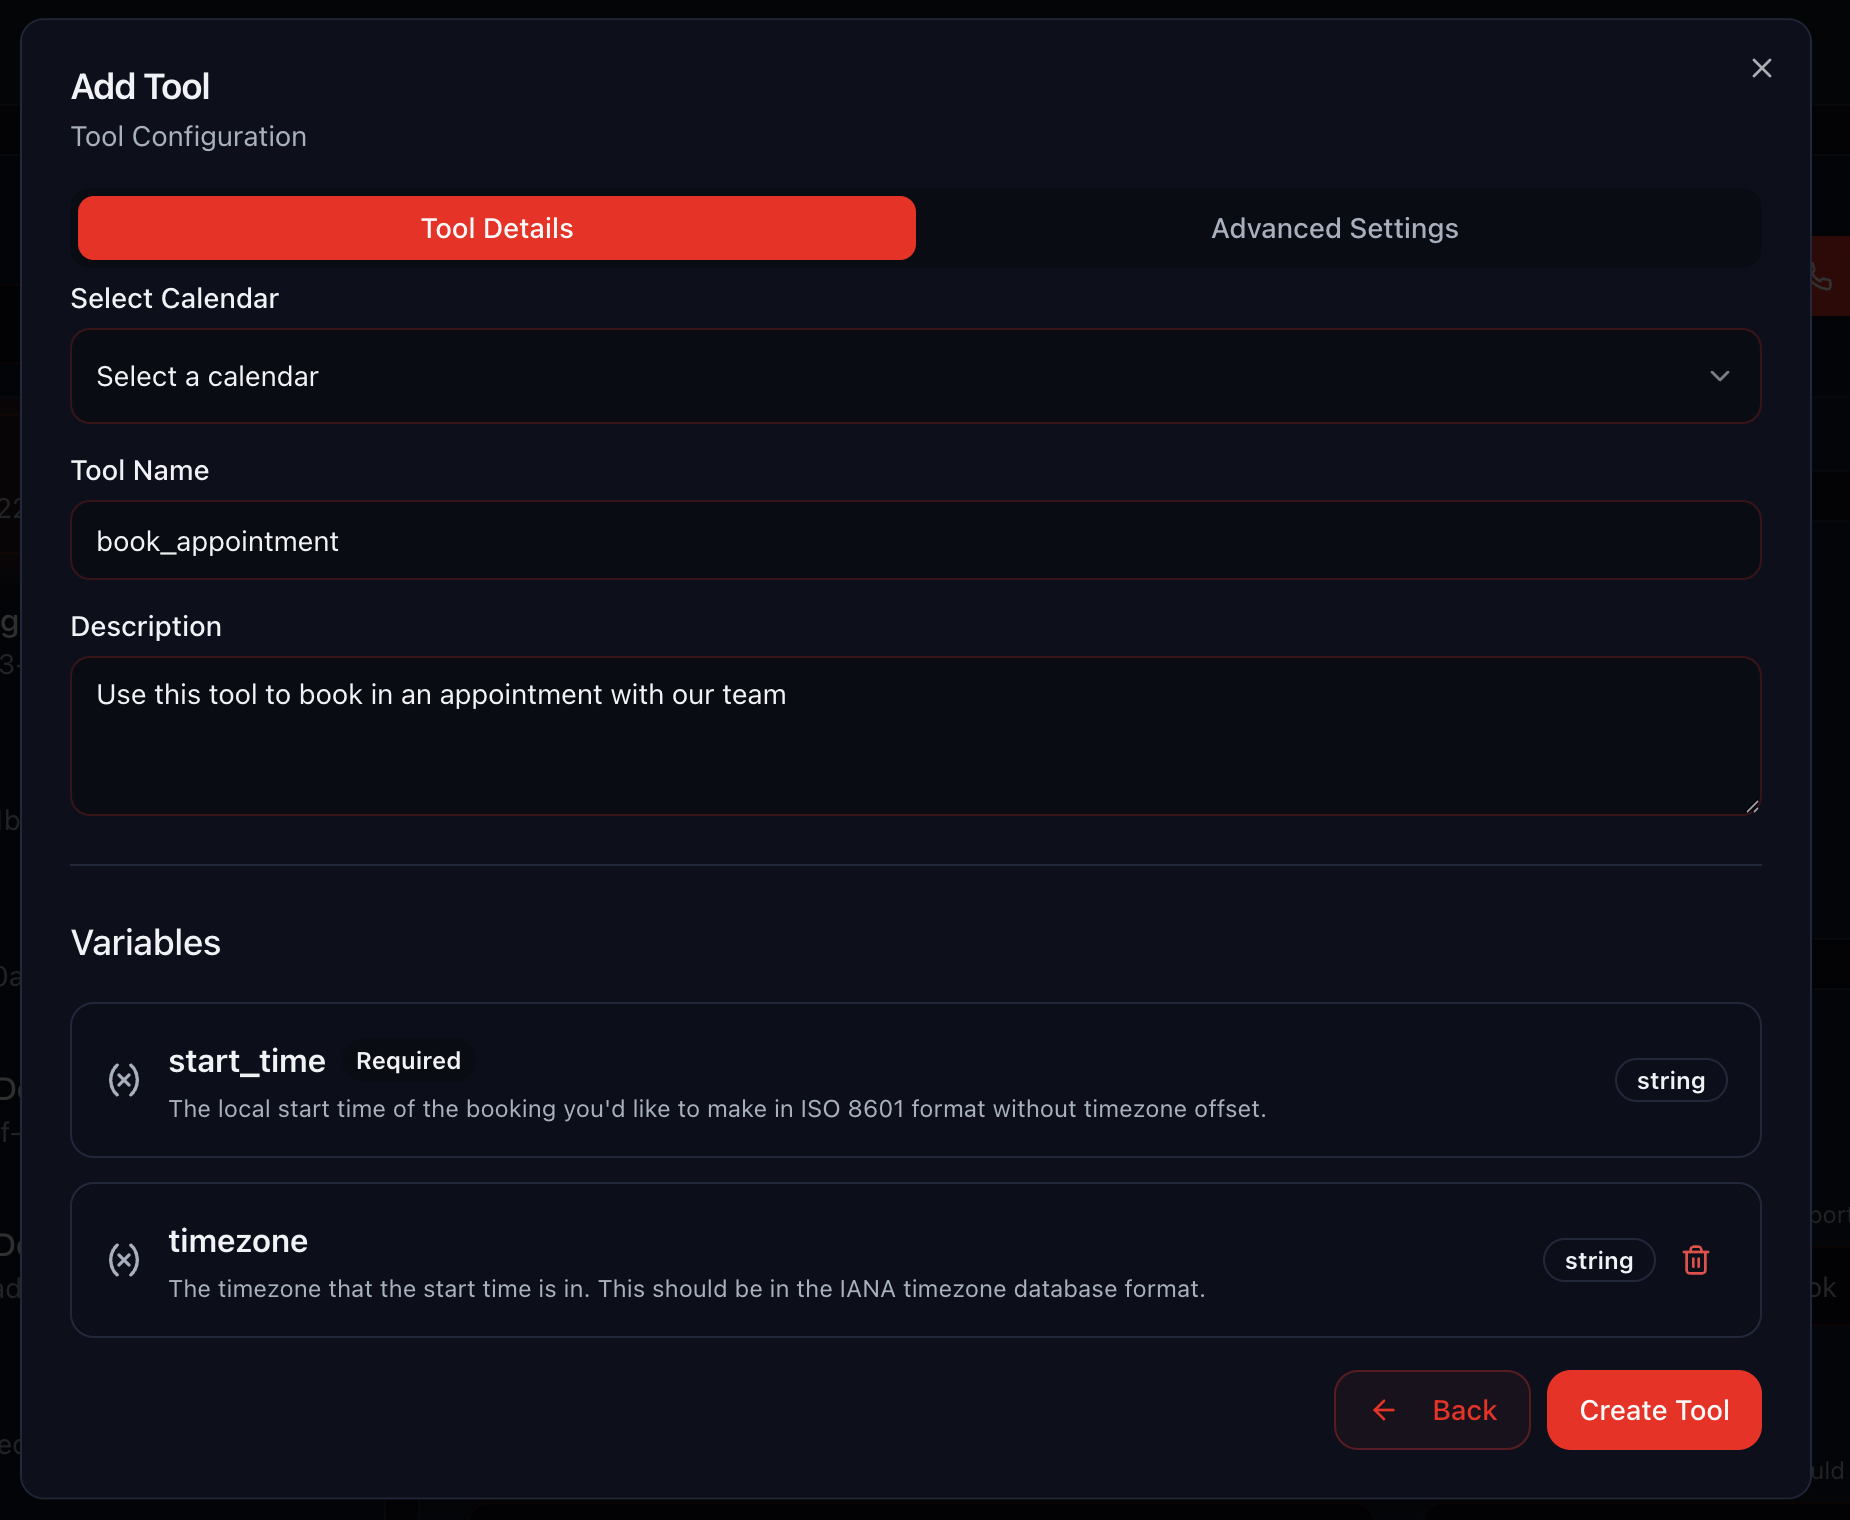 Add Tool
Tool Configuration
Tool Details
Advanced Settings
Select Calendar
Select a calendar
Tool Name
book_appointment
Description
Use this tool to book in an appointment with our team
Variables
start_time Required
The local start time of the booking you'd like to make in ISO 8601 format without timezone offset.
string
timezone
The timezone that the start time is in. This should be in the IANA timezone database format.
string
Back
Create Tool